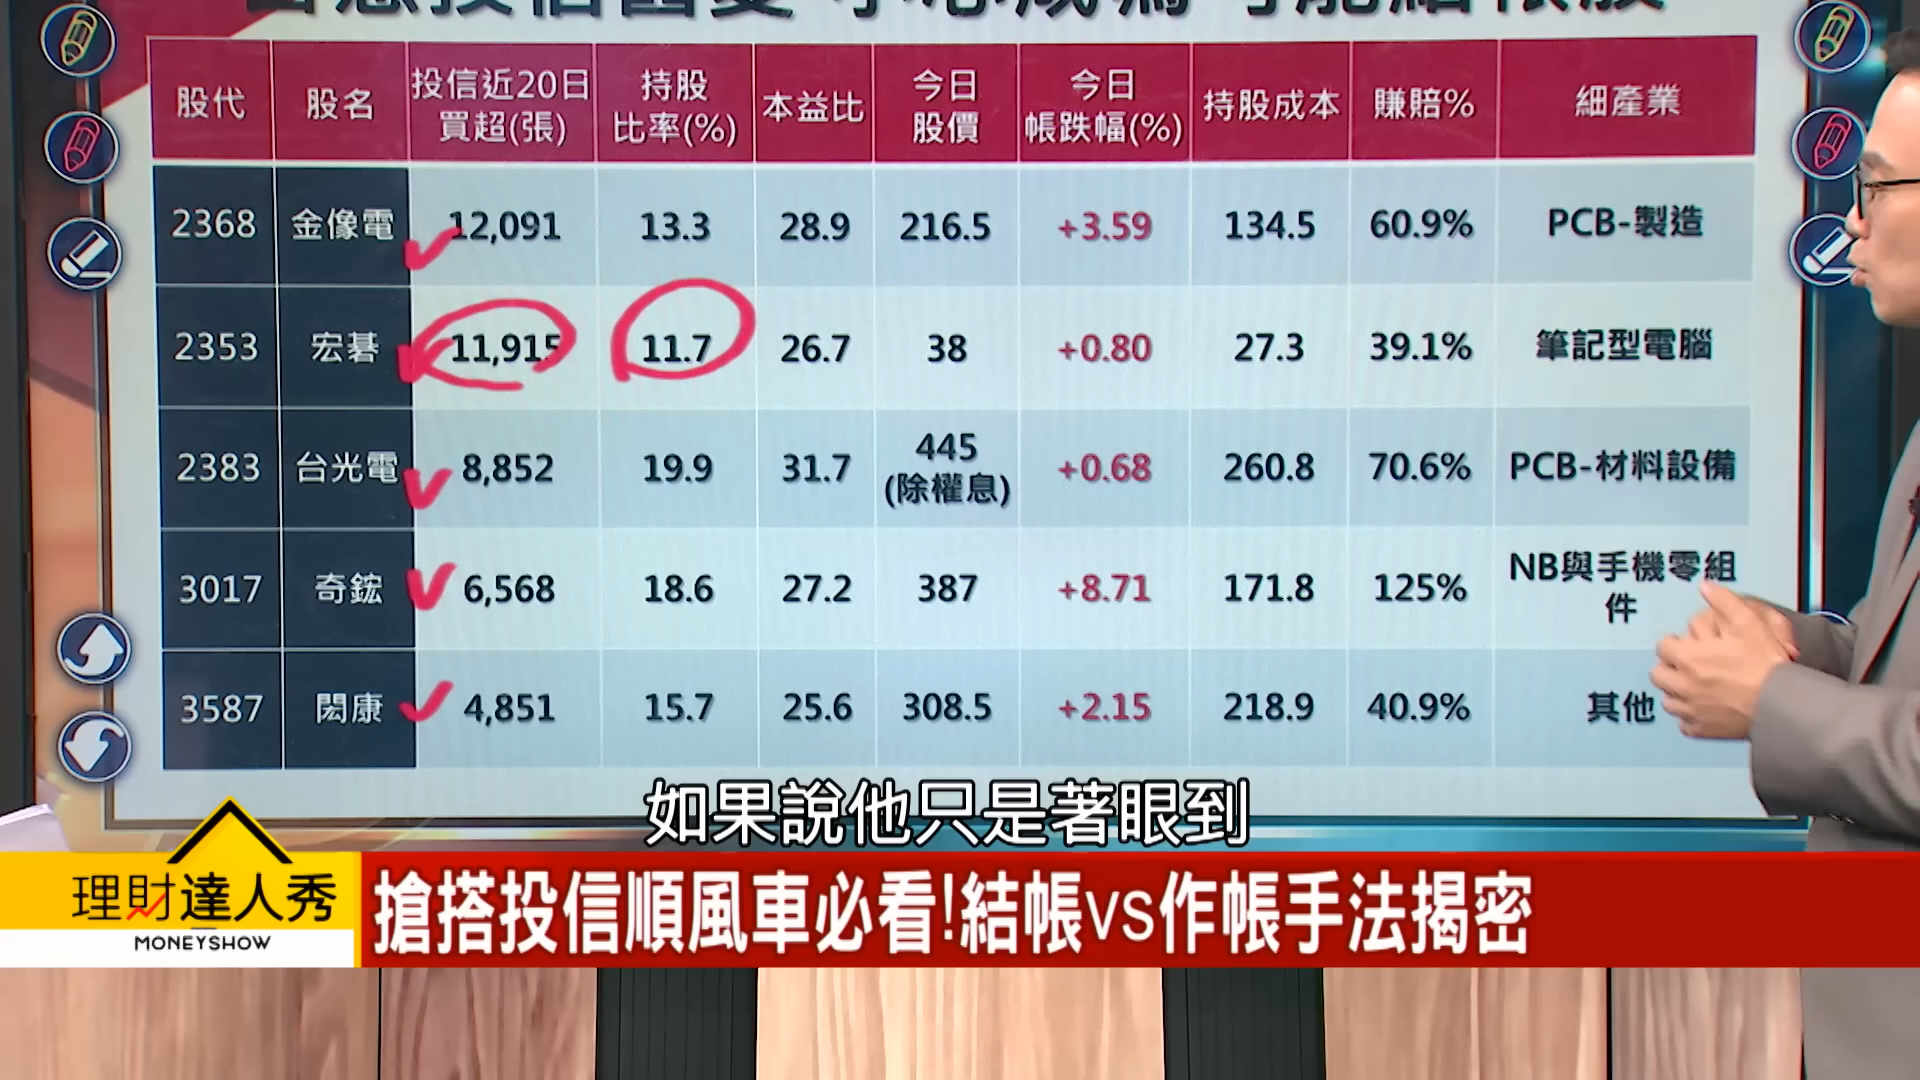 股代 股名 投信近20日買超(張) 持股比率(%) 本益比 今日股價 今日帳跌幅(%) 持股成本 賺賠% 細產業
2368 金像電 12,091 13.3 28.9 216.5 +3.59 134.5 60.9% PCB-製造
2353 宏碁 11,915 11.7 26.7 38 +0.80 27.3 39.1% 筆記型電腦
2383 台光電 8,852 19.9 31.7 445(除權息) +0.68 260.8 70.6% PCB-材料設備
3017 奇鋐 6,568 18.6 27.2 387 +8.71 171.8 125% NB與手機零組件
3587 閎康 4,851 15.7 25.6 308.5 +2.15 218.9 40.9% 其他
如果說他只是著眼到
理財達人秀
MONEYSHOW
搶搭投信順風車必看!結帳vs作帳手法揭密